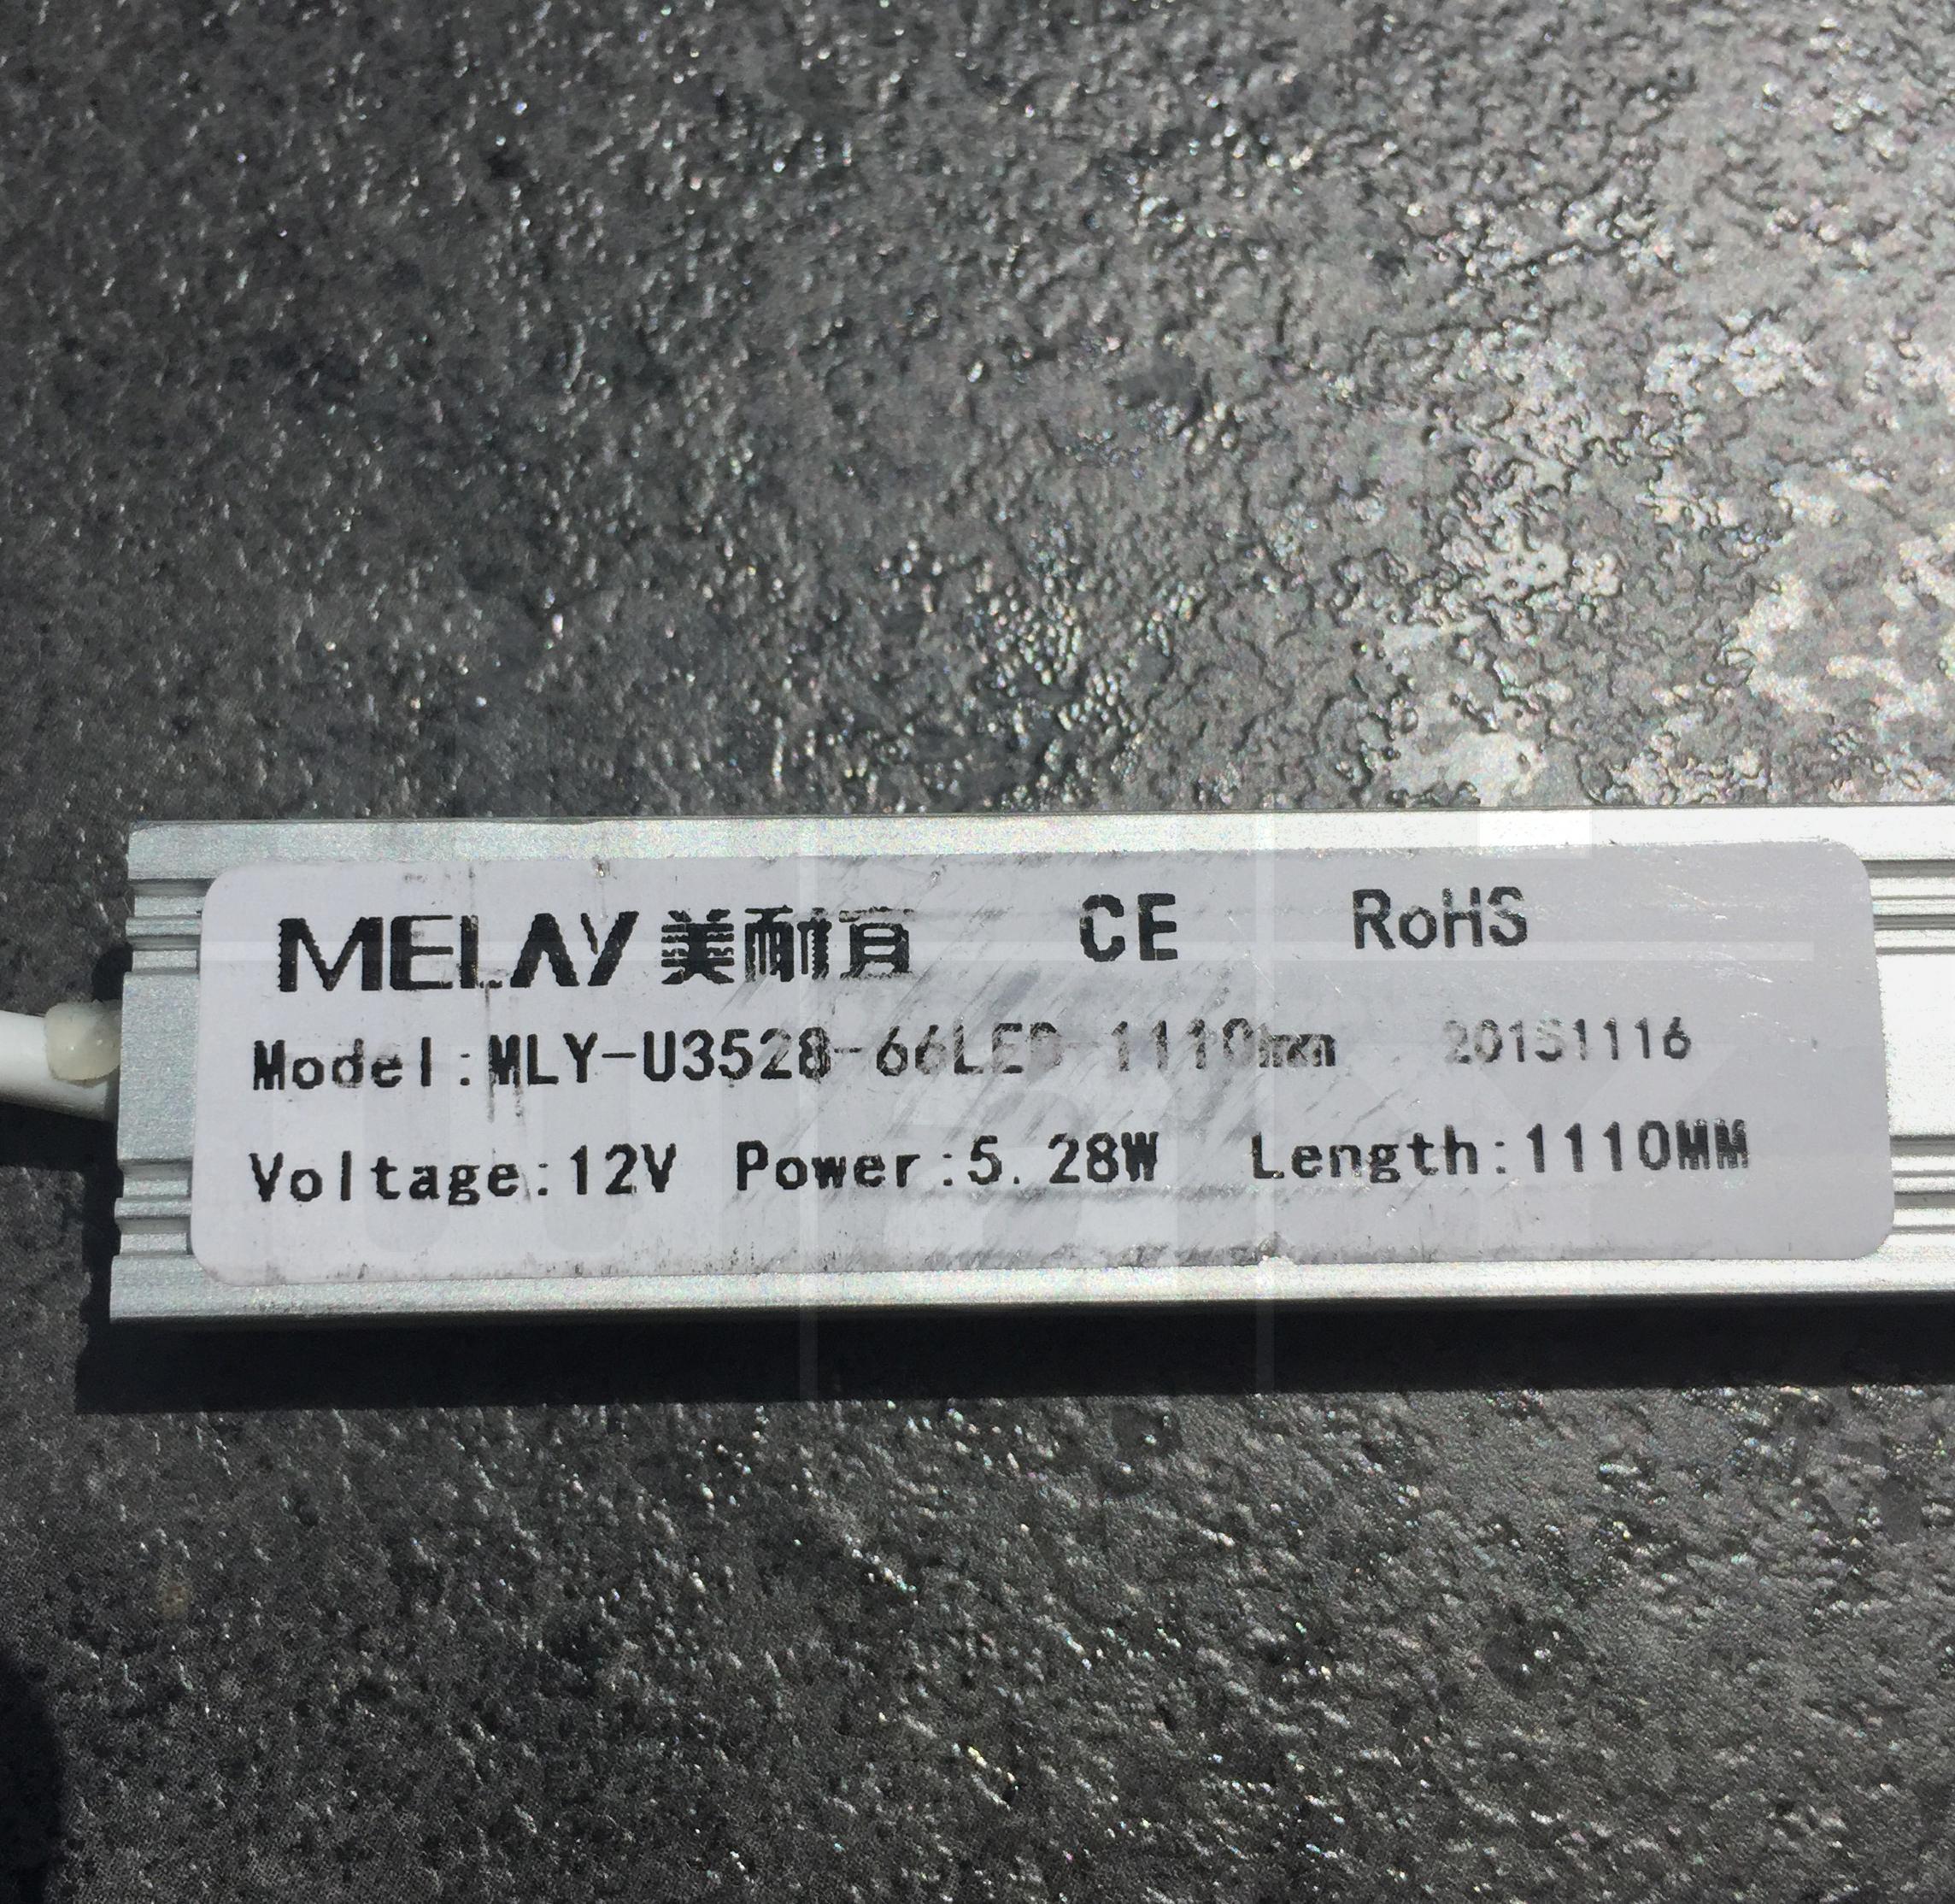 MELAY 美耐宜 CE RoHS
Model:MLY-U3528-66LED-1110mm 20151116
Voltage:12V Power:5.28W Length:1110MM